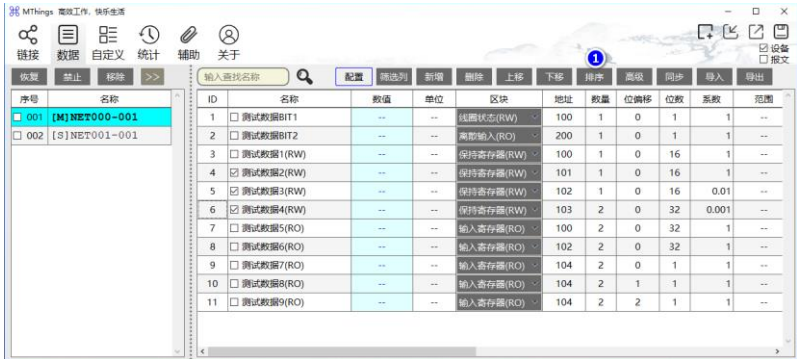 MThings 高效工作，快乐生活
链接 数据 自定义 统计 辅助 关于
设备
报文
恢复 禁止 移除 >> 输入查找名称 配置 筛选列 新增 删除 上移 下移 排序 高级 同步 导入 导出
1
序号 名称
001 [M]NET000-001
002 [S]NET001-001
ID 名称 数值 单位 区块 地址 数量 位偏移 位数 系数 范围
1 测试数据BIT1 -- -- 线圈状态(RW) 100 1 0 1 1 --
2 测试数据BIT2 -- -- 离散输入(RO) 200 1 0 1 1 --
3 测试数据1(RW) -- -- 保持寄存器(RW) 100 1 0 16 1 --
4 测试数据2(RW) -- -- 保持寄存器(RW) 101 1 0 16 1 --
5 测试数据3(RW) -- -- 保持寄存器(RW) 102 1 0 16 0.01 --
6 测试数据4(RW) -- -- 保持寄存器(RW) 103 2 0 32 0.001 --
7 测试数据5(RO) -- -- 输入寄存器(RO) 100 2 0 32 1 --
8 测试数据6(RO) -- -- 输入寄存器(RO) 102 2 0 32 1 --
9 测试数据7(RO) -- -- 输入寄存器(RO) 104 2 0 1 1 --
10 测试数据8(RO) -- -- 输入寄存器(RO) 104 2 1 1 1 --
11 测试数据9(RO) -- -- 输入寄存器(RO) 104 2 2 1 1 --